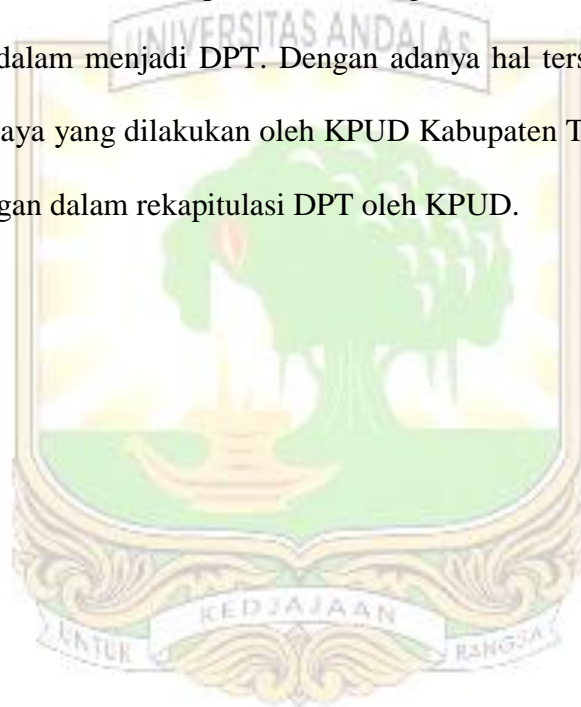 UNIVERSITAS ANDALAS
dalam menjadi DPT. Dengan adanya hal ters
aya yang dilakukan oleh KPUD Kabupaten T
gan dalam rekapitulasi DPT oleh KPUD.
UNTUK KEDJAJAAN BANGSA